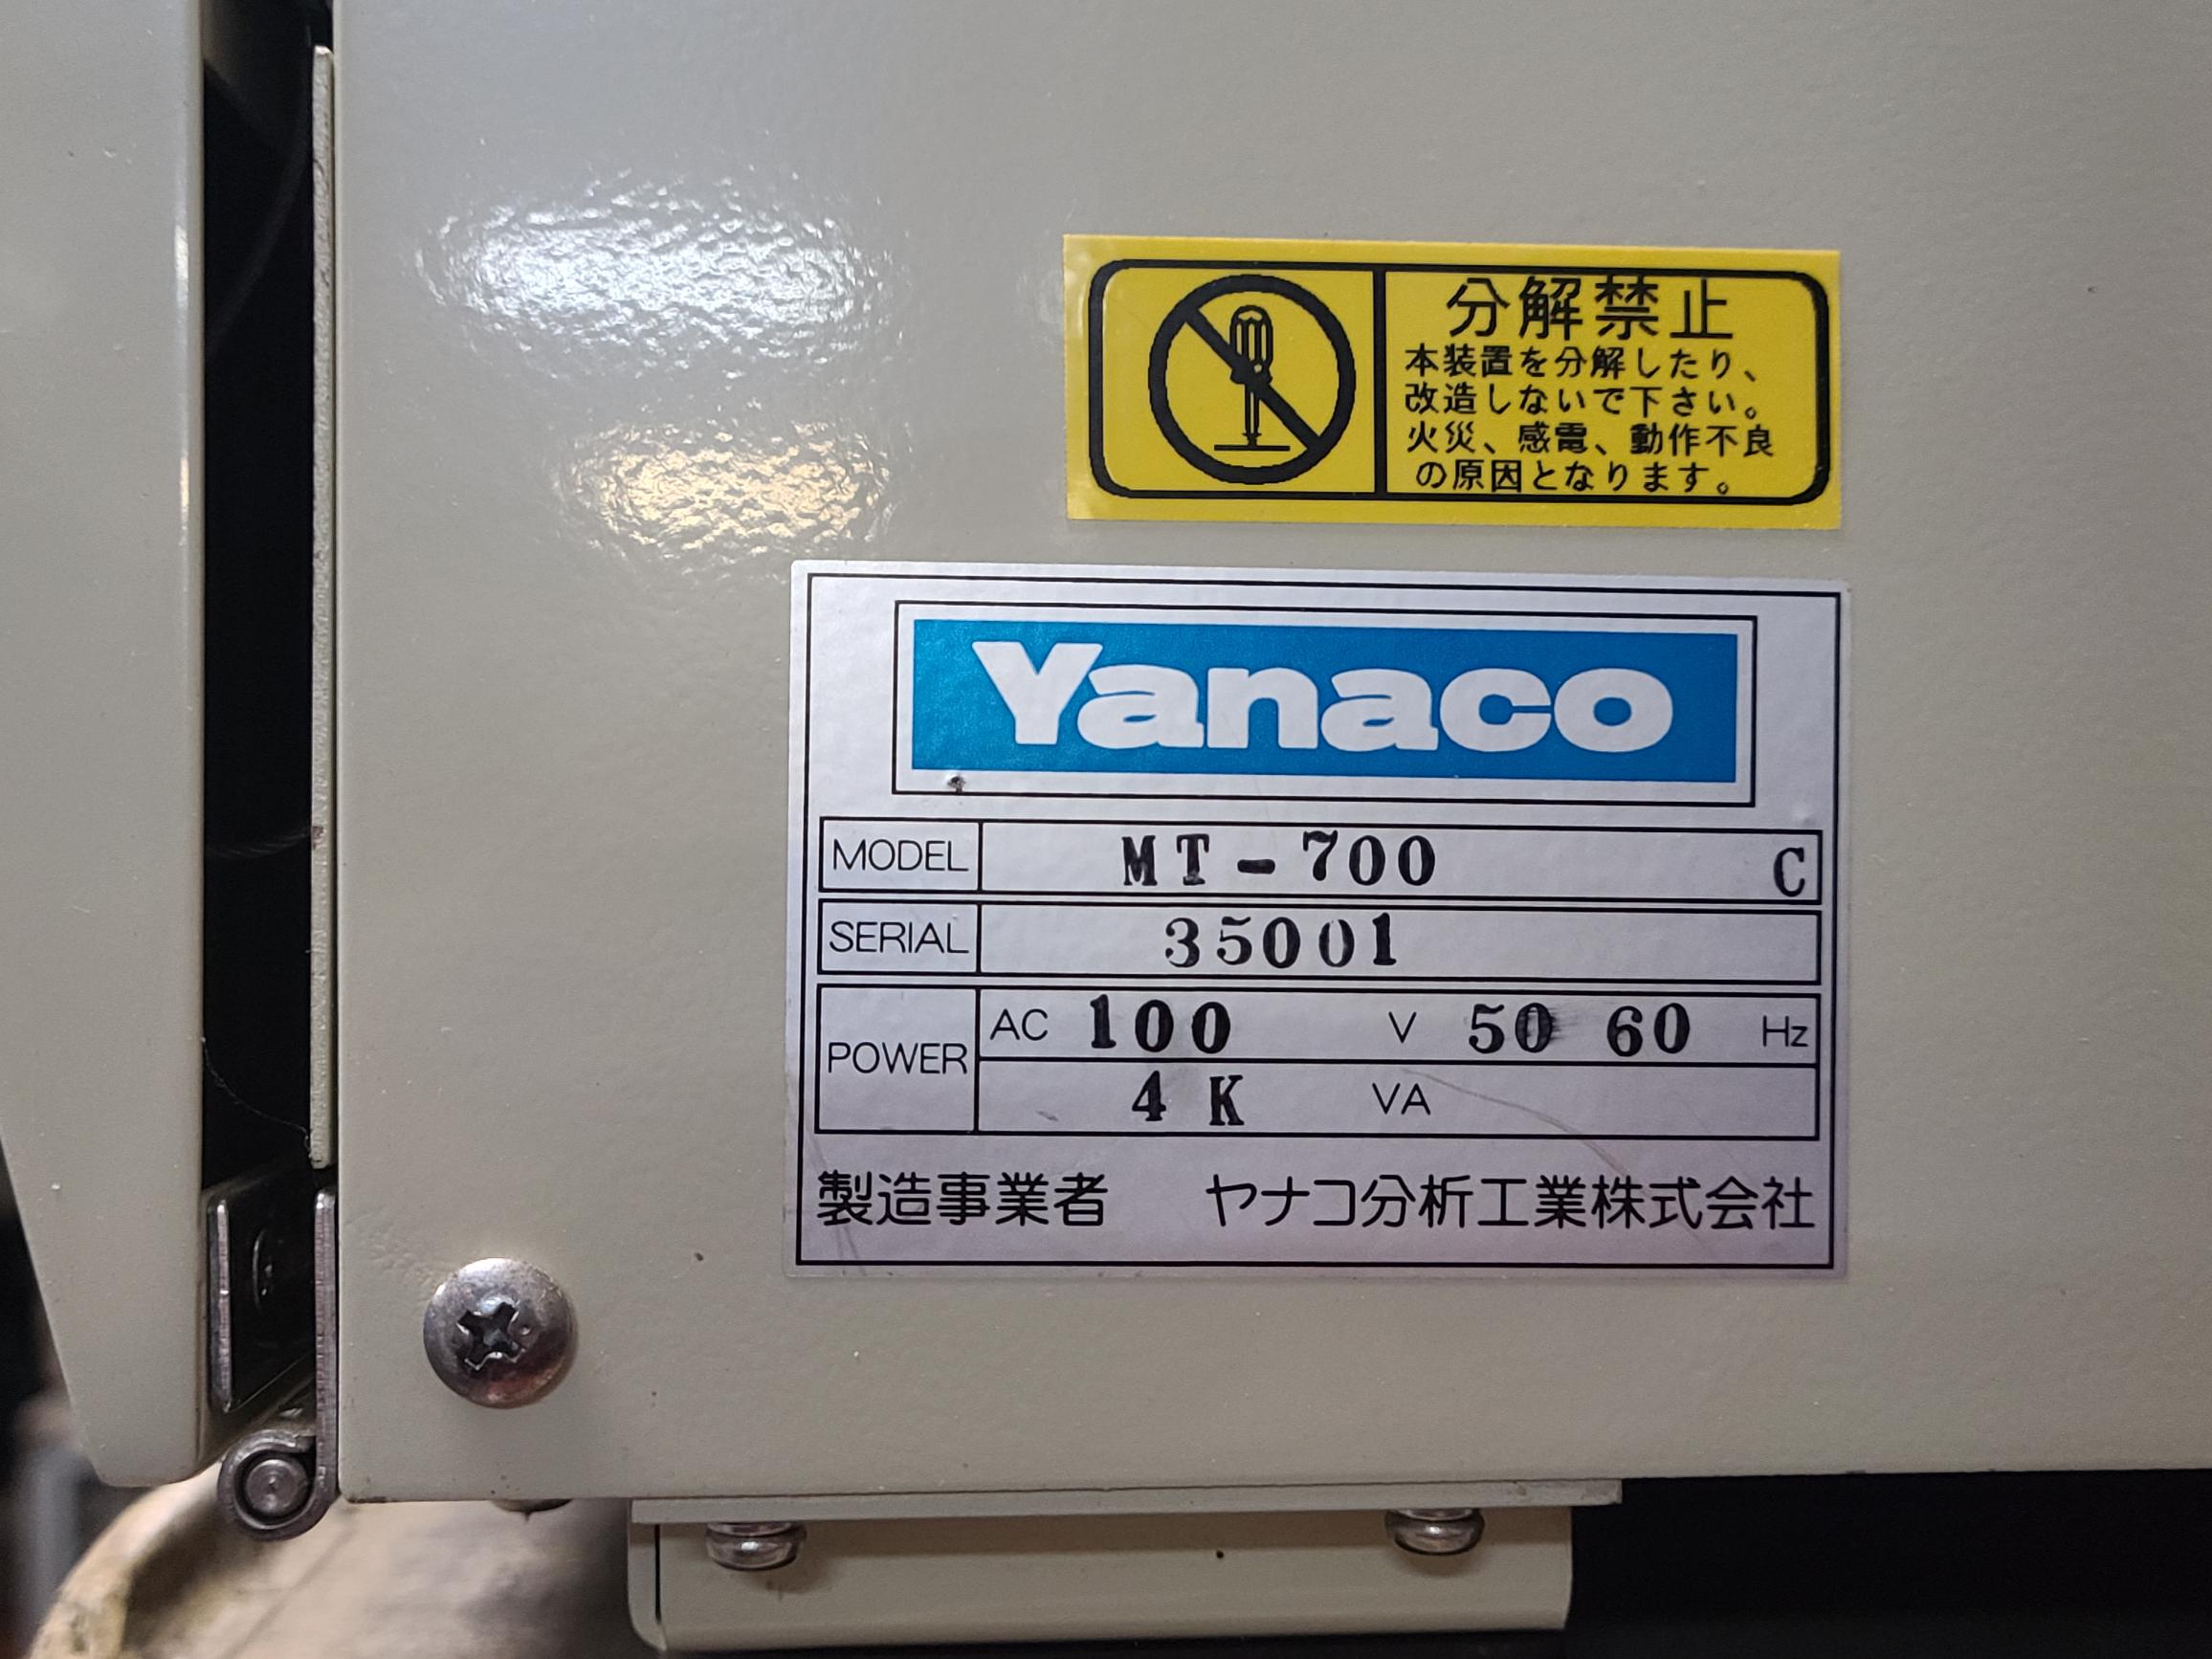 分解禁止
本装置を分解したり、
改造しないで下さい。
火災、感電、動作不良
の原因となります。
Yanaco
MODEL MT-700 C
SERIAL 35001
POWER AC 100 V 50 60 Hz
4 K VA
製造事業者 ヤナコ分析工業株式会社